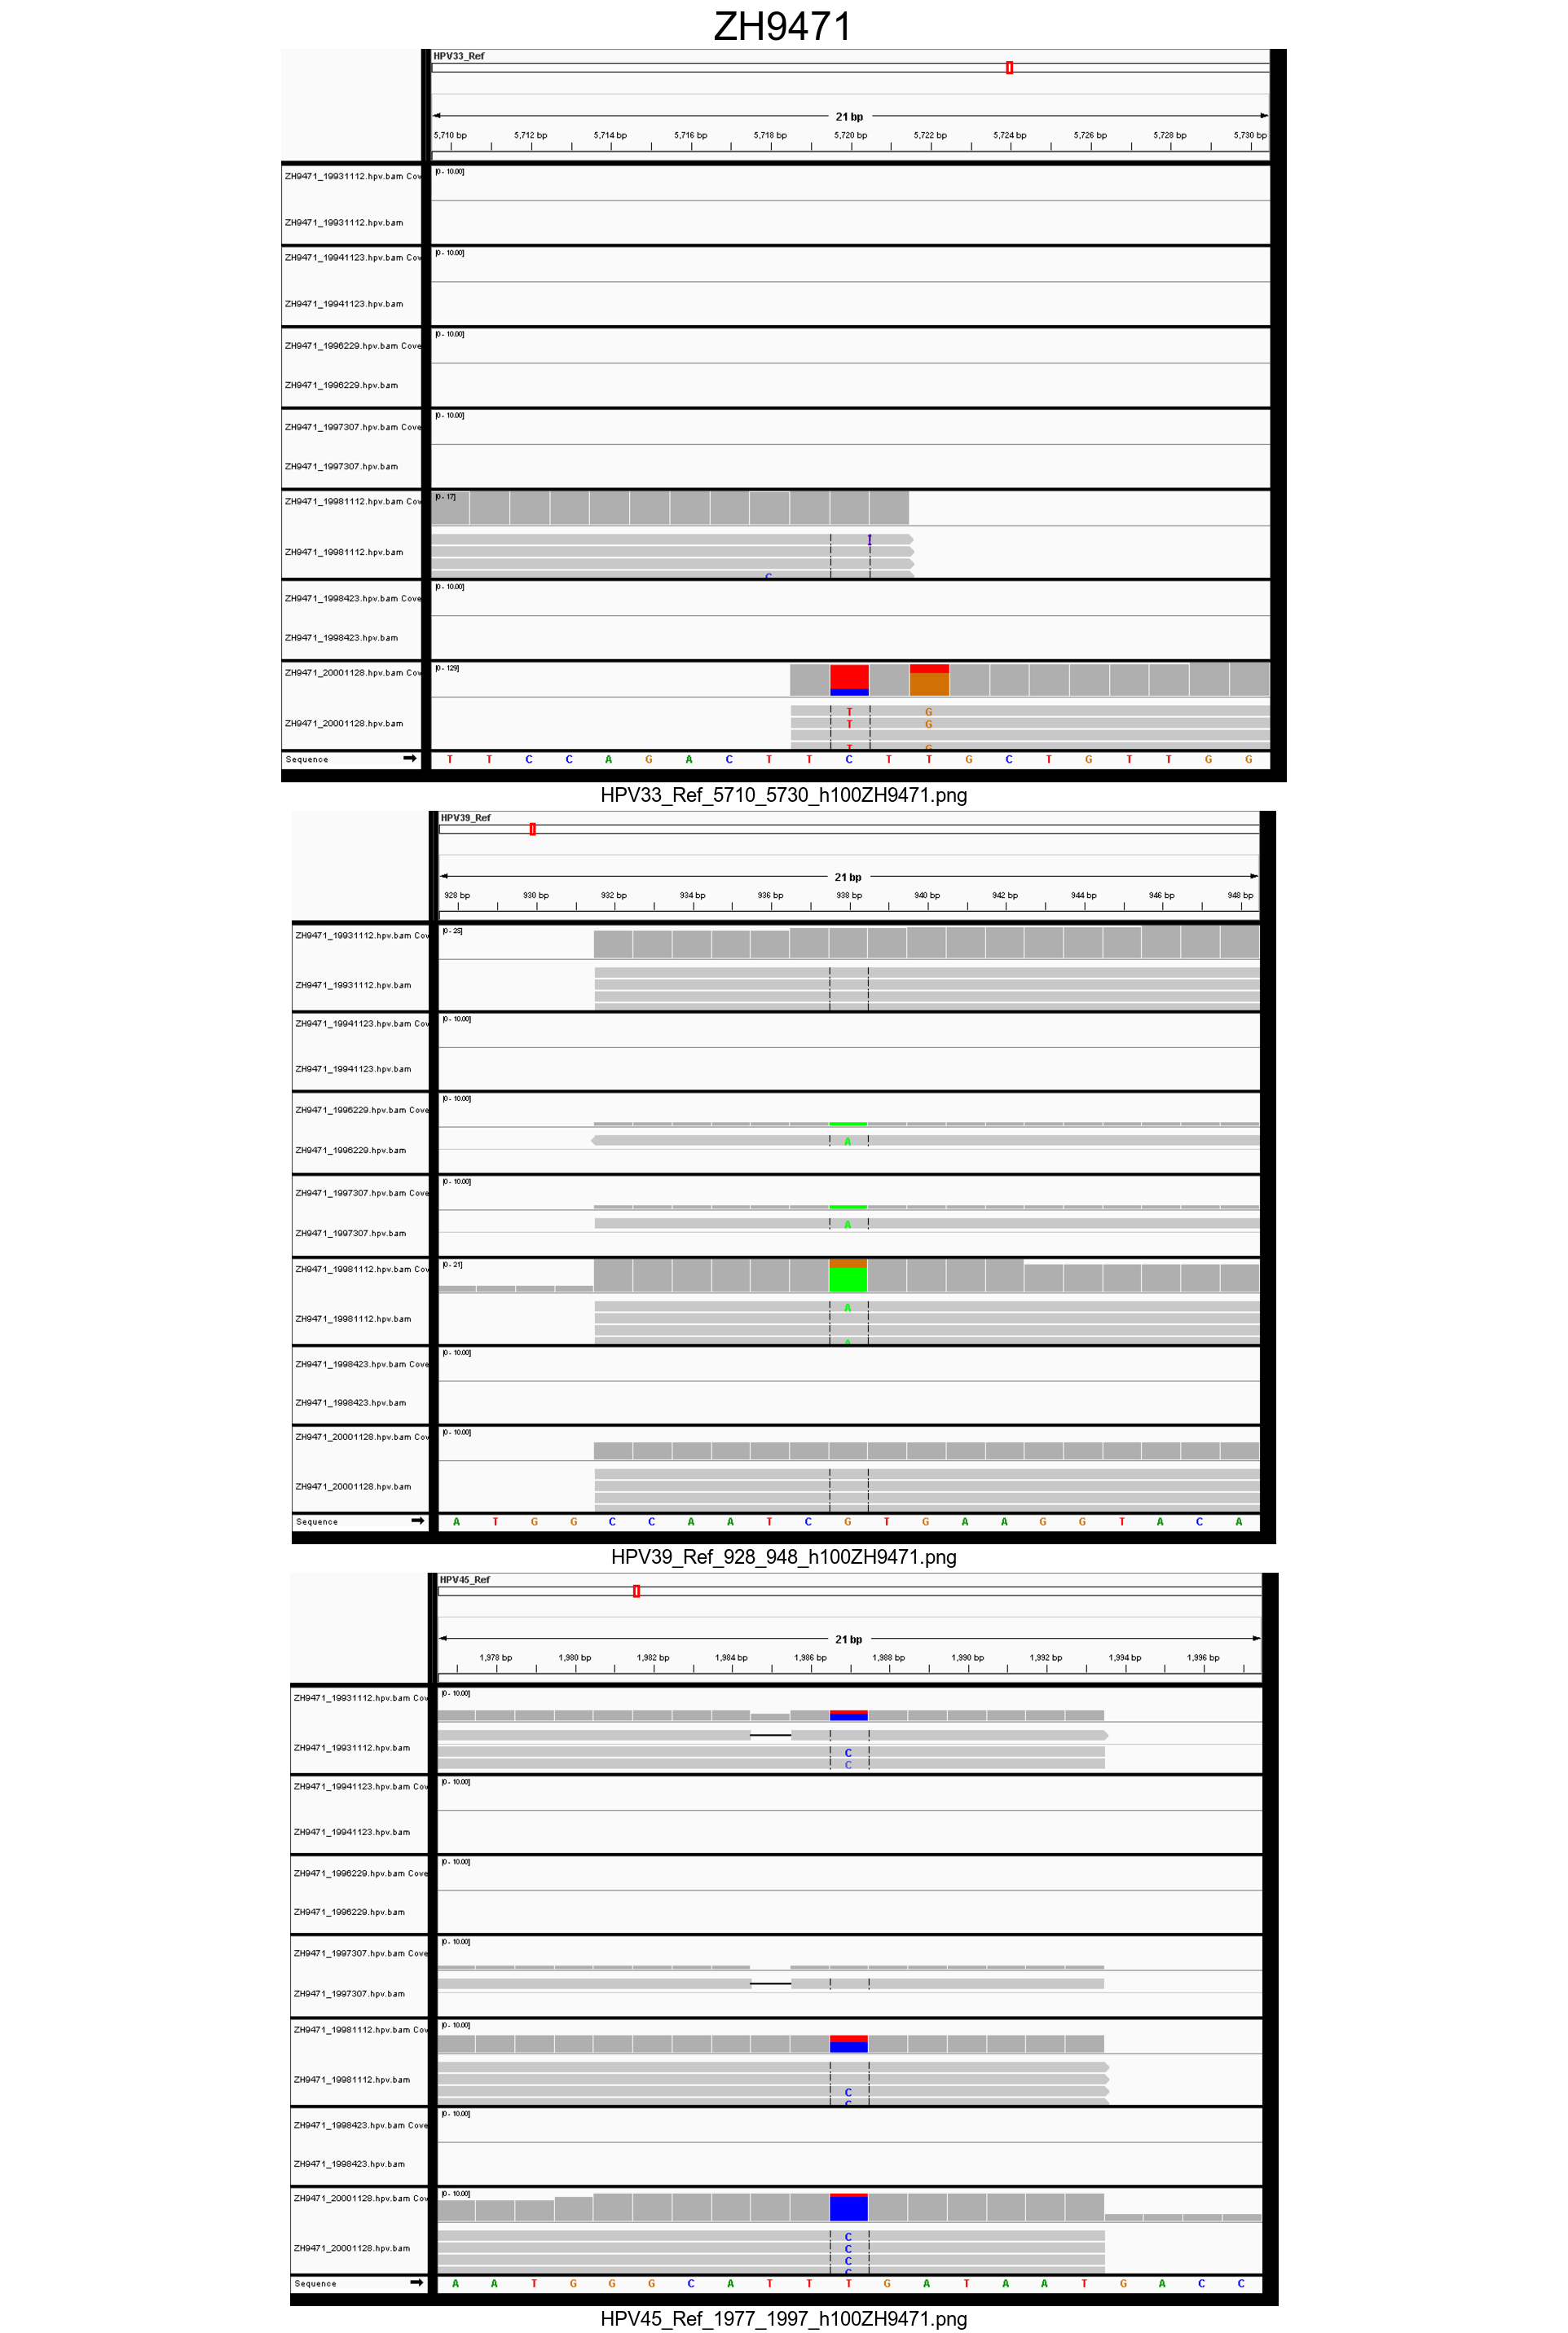 ZH9471
HPV33_Ref
21 bp
5,710 bp 5,712 bp 5,714 bp 5,716 bp 5,718 bp 5,720 bp 5,722 bp 5,724 bp 5,726 bp 5,728 bp 5,730 bp
ZH9471_19931112.hpv.bam Cov [0 - 10.00]
ZH9471_19931112.hpv.bam
ZH9471_19941123.hpv.bam Cov [0 - 10.00]
ZH9471_19941123.hpv.bam
ZH9471_1996229.hpv.bam Cove [0 - 10.00]
ZH9471_1996229.hpv.bam
ZH9471_1997307.hpv.bam Cove [0 - 10.00]
ZH9471_1997307.hpv.bam
ZH9471_19981112.hpv.bam Cov [0 - 17]
I
ZH9471_19981112.hpv.bam
C
ZH9471_1998423.hpv.bam Cove [0 - 10.00]
ZH9471_1998423.hpv.bam
ZH9471_20001128.hpv.bam Cov [0 - 129]
T G
ZH9471_20001128.hpv.bam T G
T G
Sequence T T C C A G A C T T C T T G C T G T T G G
HPV33_Ref_5710_5730_h100ZH9471.png
HPV39_Ref
21 bp
928 bp 930 bp 932 bp 934 bp 936 bp 938 bp 940 bp 942 bp 944 bp 946 bp 948 bp
ZH9471_19931112.hpv.bam Cov [0 - 25]
ZH9471_19931112.hpv.bam
ZH9471_19941123.hpv.bam Cov [0 - 10.00]
ZH9471_19941123.hpv.bam
ZH9471_1996229.hpv.bam Cove [0 - 10.00]
A
ZH9471_1996229.hpv.bam
ZH9471_1997307.hpv.bam Cove [0 - 10.00]
A
ZH9471_1997307.hpv.bam
ZH9471_19981112.hpv.bam Cov [0 - 21]
A
ZH9471_19981112.hpv.bam
A
ZH9471_1998423.hpv.bam Cove [0 - 10.00]
ZH9471_1998423.hpv.bam
ZH9471_20001128.hpv.bam Cov [0 - 10.00]
ZH9471_20001128.hpv.bam
Sequence A T G G C C A A T C G T G A A G G T A C A
HPV39_Ref_928_948_h100ZH9471.png
HPV45_Ref
21 bp
1,978 bp 1,980 bp 1,982 bp 1,984 bp 1,986 bp 1,988 bp 1,990 bp 1,992 bp 1,994 bp 1,996 bp
ZH9471_19931112.hpv.bam Cov [0 - 10.00]
ZH9471_19931112.hpv.bam C
C
ZH9471_19941123.hpv.bam Cov [0 - 10.00]
ZH9471_19941123.hpv.bam
ZH9471_1996229.hpv.bam Cove [0 - 10.00]
ZH9471_1996229.hpv.bam
ZH9471_1997307.hpv.bam Cove [0 - 10.00]
ZH9471_1997307.hpv.bam
ZH9471_19981112.hpv.bam Cov [0 - 10.00]
ZH9471_19981112.hpv.bam
C
C
ZH9471_1998423.hpv.bam Cove [0 - 10.00]
ZH9471_1998423.hpv.bam
ZH9471_20001128.hpv.bam Cov [0 - 10.00]
C
ZH9471_20001128.hpv.bam C
C
C
Sequence A A T G G G C A T T T G A T A A T G A C C
HPV45_Ref_1977_1997_h100ZH9471.png